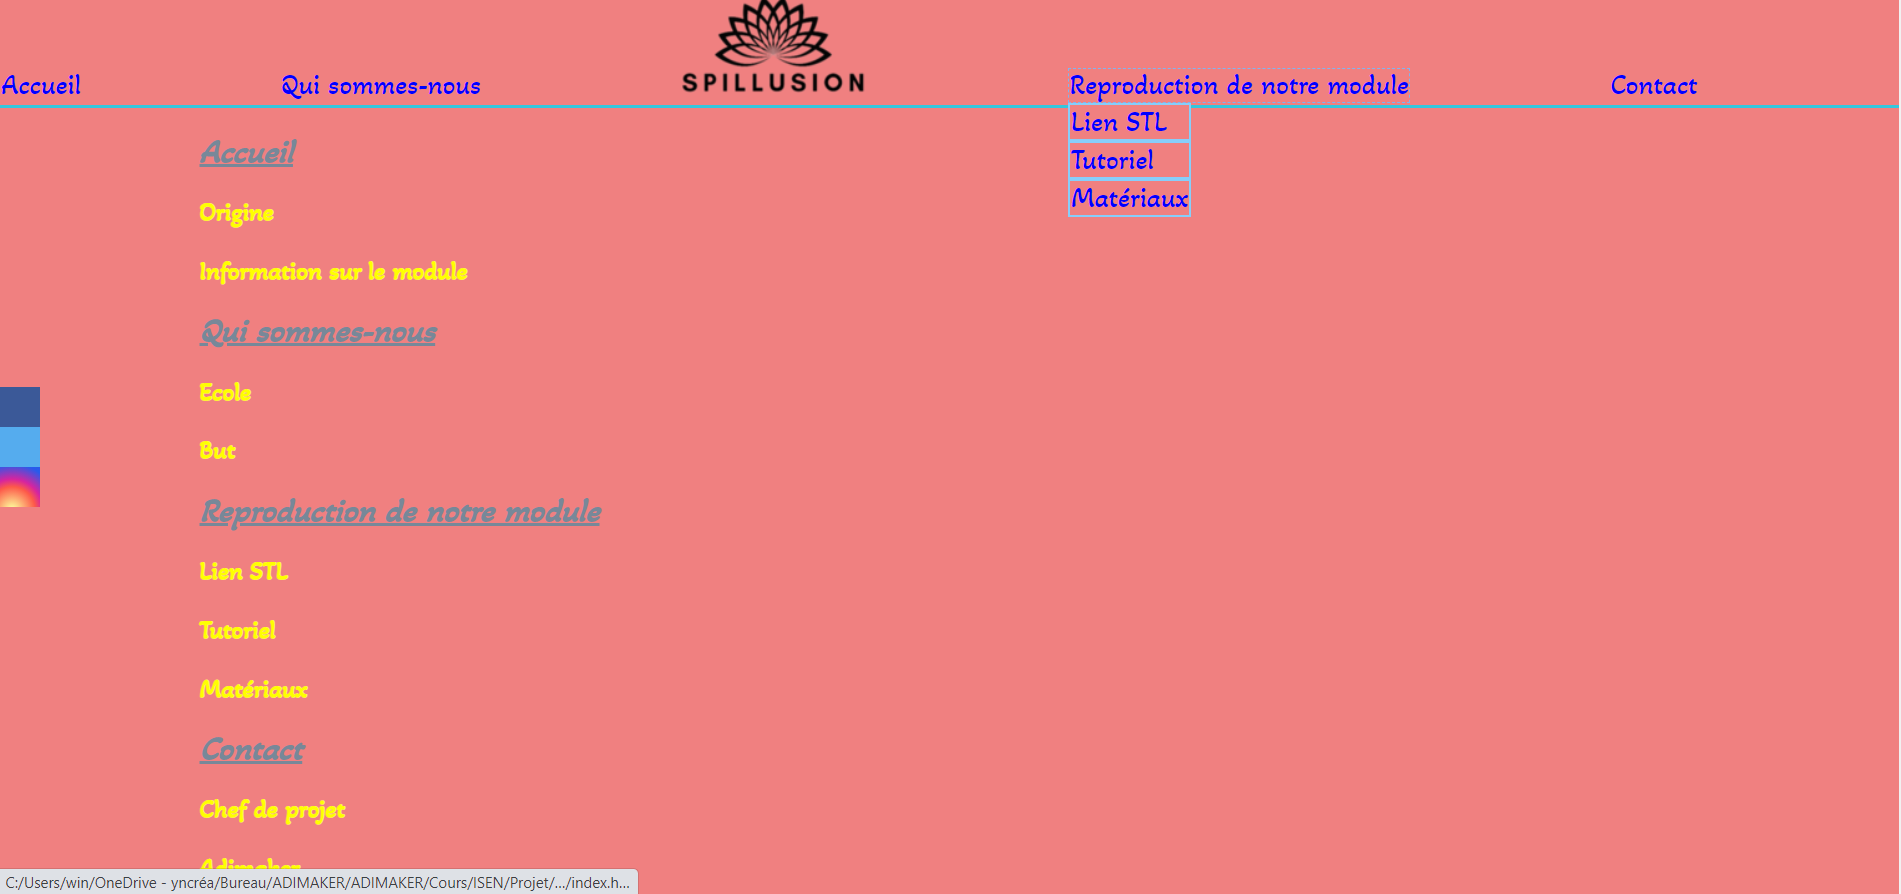 SPILLUSION
Accueil Qui sommes-nous Reproduction de notre module Contact
Lien STL
Tutoriel
Matériaux
Accueil
Origine
Information sur le module
Qui sommes-nous
Ecole
But
Reproduction de notre module
Lien STL
Tutoriel
Matériaux
Contact
Chef de projet
Adimaker
C:/Users/win/OneDrive - yncréa/Bureau/ADIMAKER/ADIMAKER/Cours/ISEN/Projet/.../index.h...